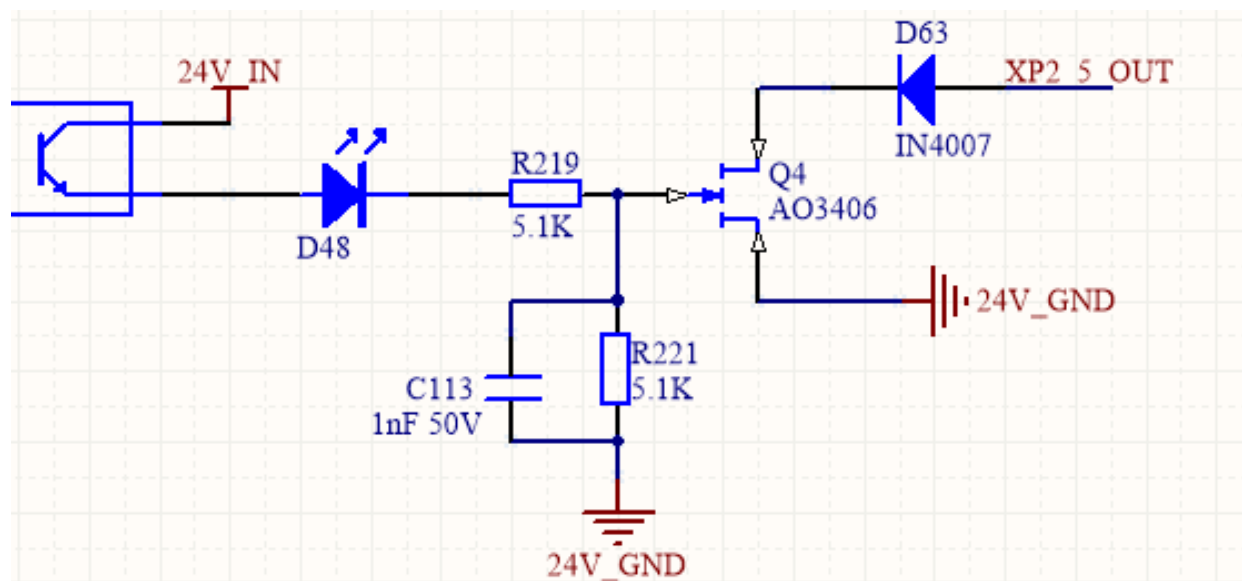 D63
24V_IN
XP2_5_OUT
IN4007
R219
Q4
5.1K
AO3406
D48
24V_GND
R221
C113
5.1K
1nF 50V
24V_GND